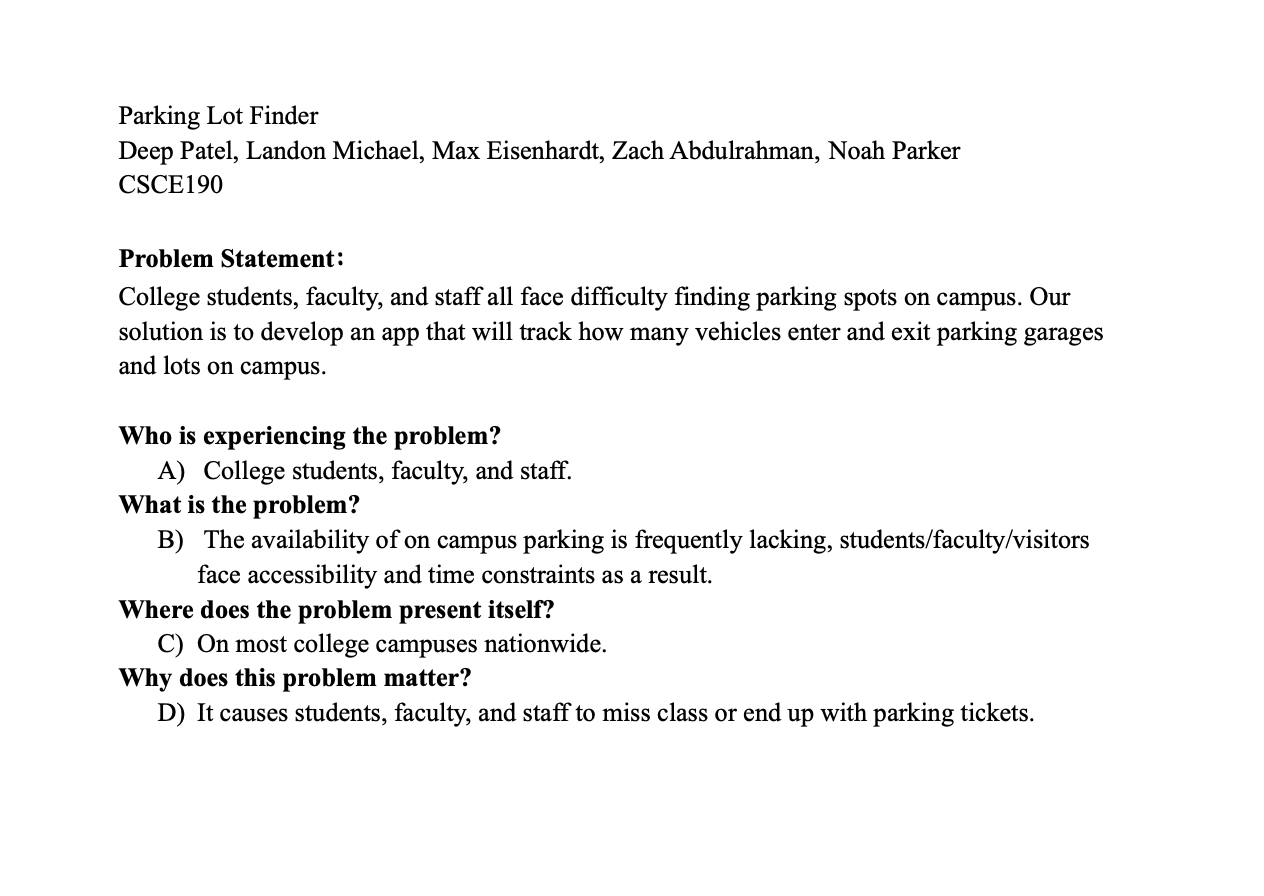 Parking Lot Finder
Deep Patel, Landon Michael, Max Eisenhardt, Zach Abdulrahman, Noah Parker
CSCE190
Problem Statement:
College students, faculty, and staff all face difficulty finding parking spots on campus. Our
solution is to develop an app that will track how many vehicles enter and exit parking garages
and lots on campus.
Who is experiencing the problem?
A) College students, faculty, and staff.
What is the problem?
B) The availability of on campus parking is frequently lacking, students/faculty/visitors
face accessibility and time constraints as a result.
Where does the problem present itself?
C) On most college campuses nationwide.
Why does this problem matter?
D) It causes students, faculty, and staff to miss class or end up with parking tickets.